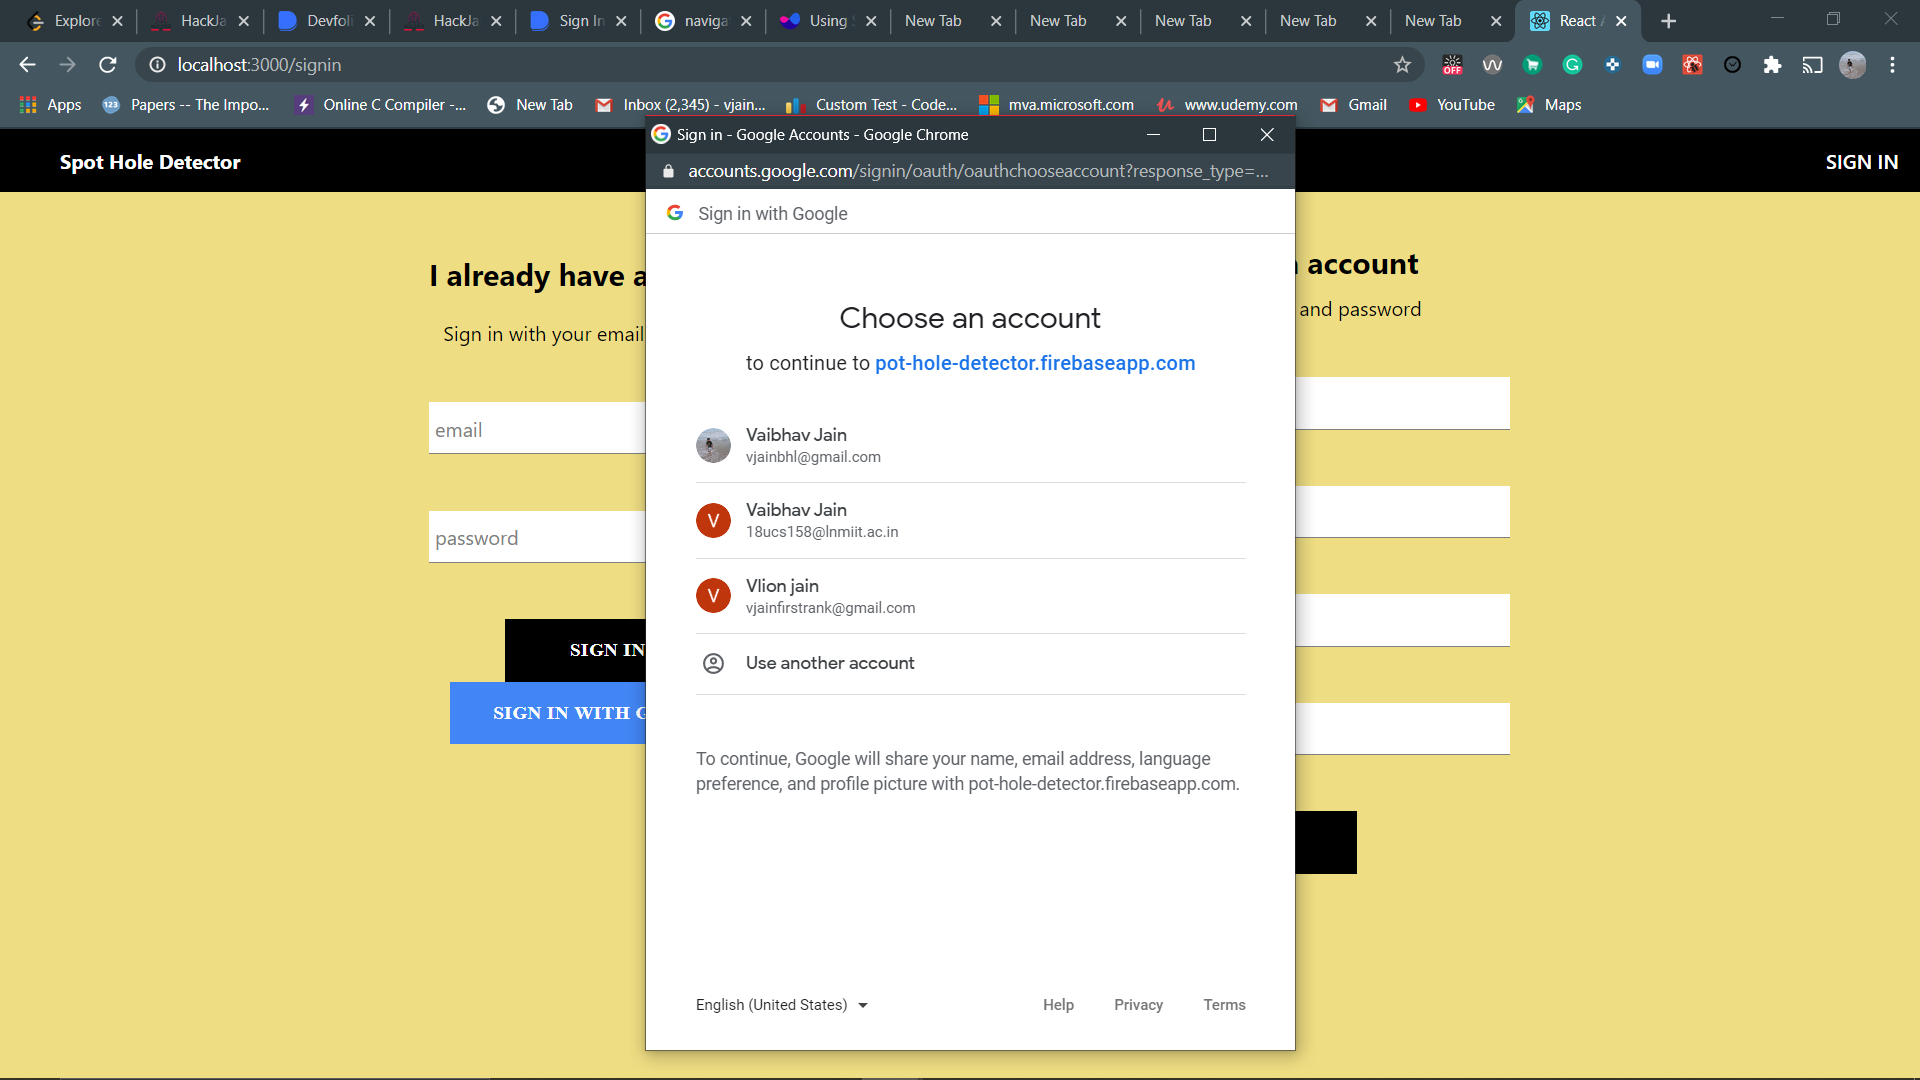 Explore
HackJa
Devfoli
HackJa
Sign In
naviga
Using
New Tab
New Tab
New Tab
New Tab
New Tab
React
localhost:3000/signin
OFF
Apps
123
Papers -- The Impo...
Online C Compiler -...
New Tab
Inbox (2,345) - vjain...
Custom Test - Code...
mva.microsoft.com
www.udemy.com
Gmail
YouTube
Maps
Sign in - Google Accounts - Google Chrome
accounts.google.com/signin/oauth/oauthchooseaccount?response_type=...
Spot Hole Detector
SIGN IN
Sign in with Google
I already have a
account
Sign in with your email
and password
Choose an account
to continue to pot-hole-detector.firebaseapp.com
email
password
SIGN IN
SIGN IN WITH G
Vaibhav Jain
vjainbhl@gmail.com
V
Vaibhav Jain
18ucs158@lnmiit.ac.in
V
Vlion jain
vjainfirstrank@gmail.com
Use another account
To continue, Google will share your name, email address, language
preference, and profile picture with pot-hole-detector.firebaseapp.com.
English (United States)
Help
Privacy
Terms